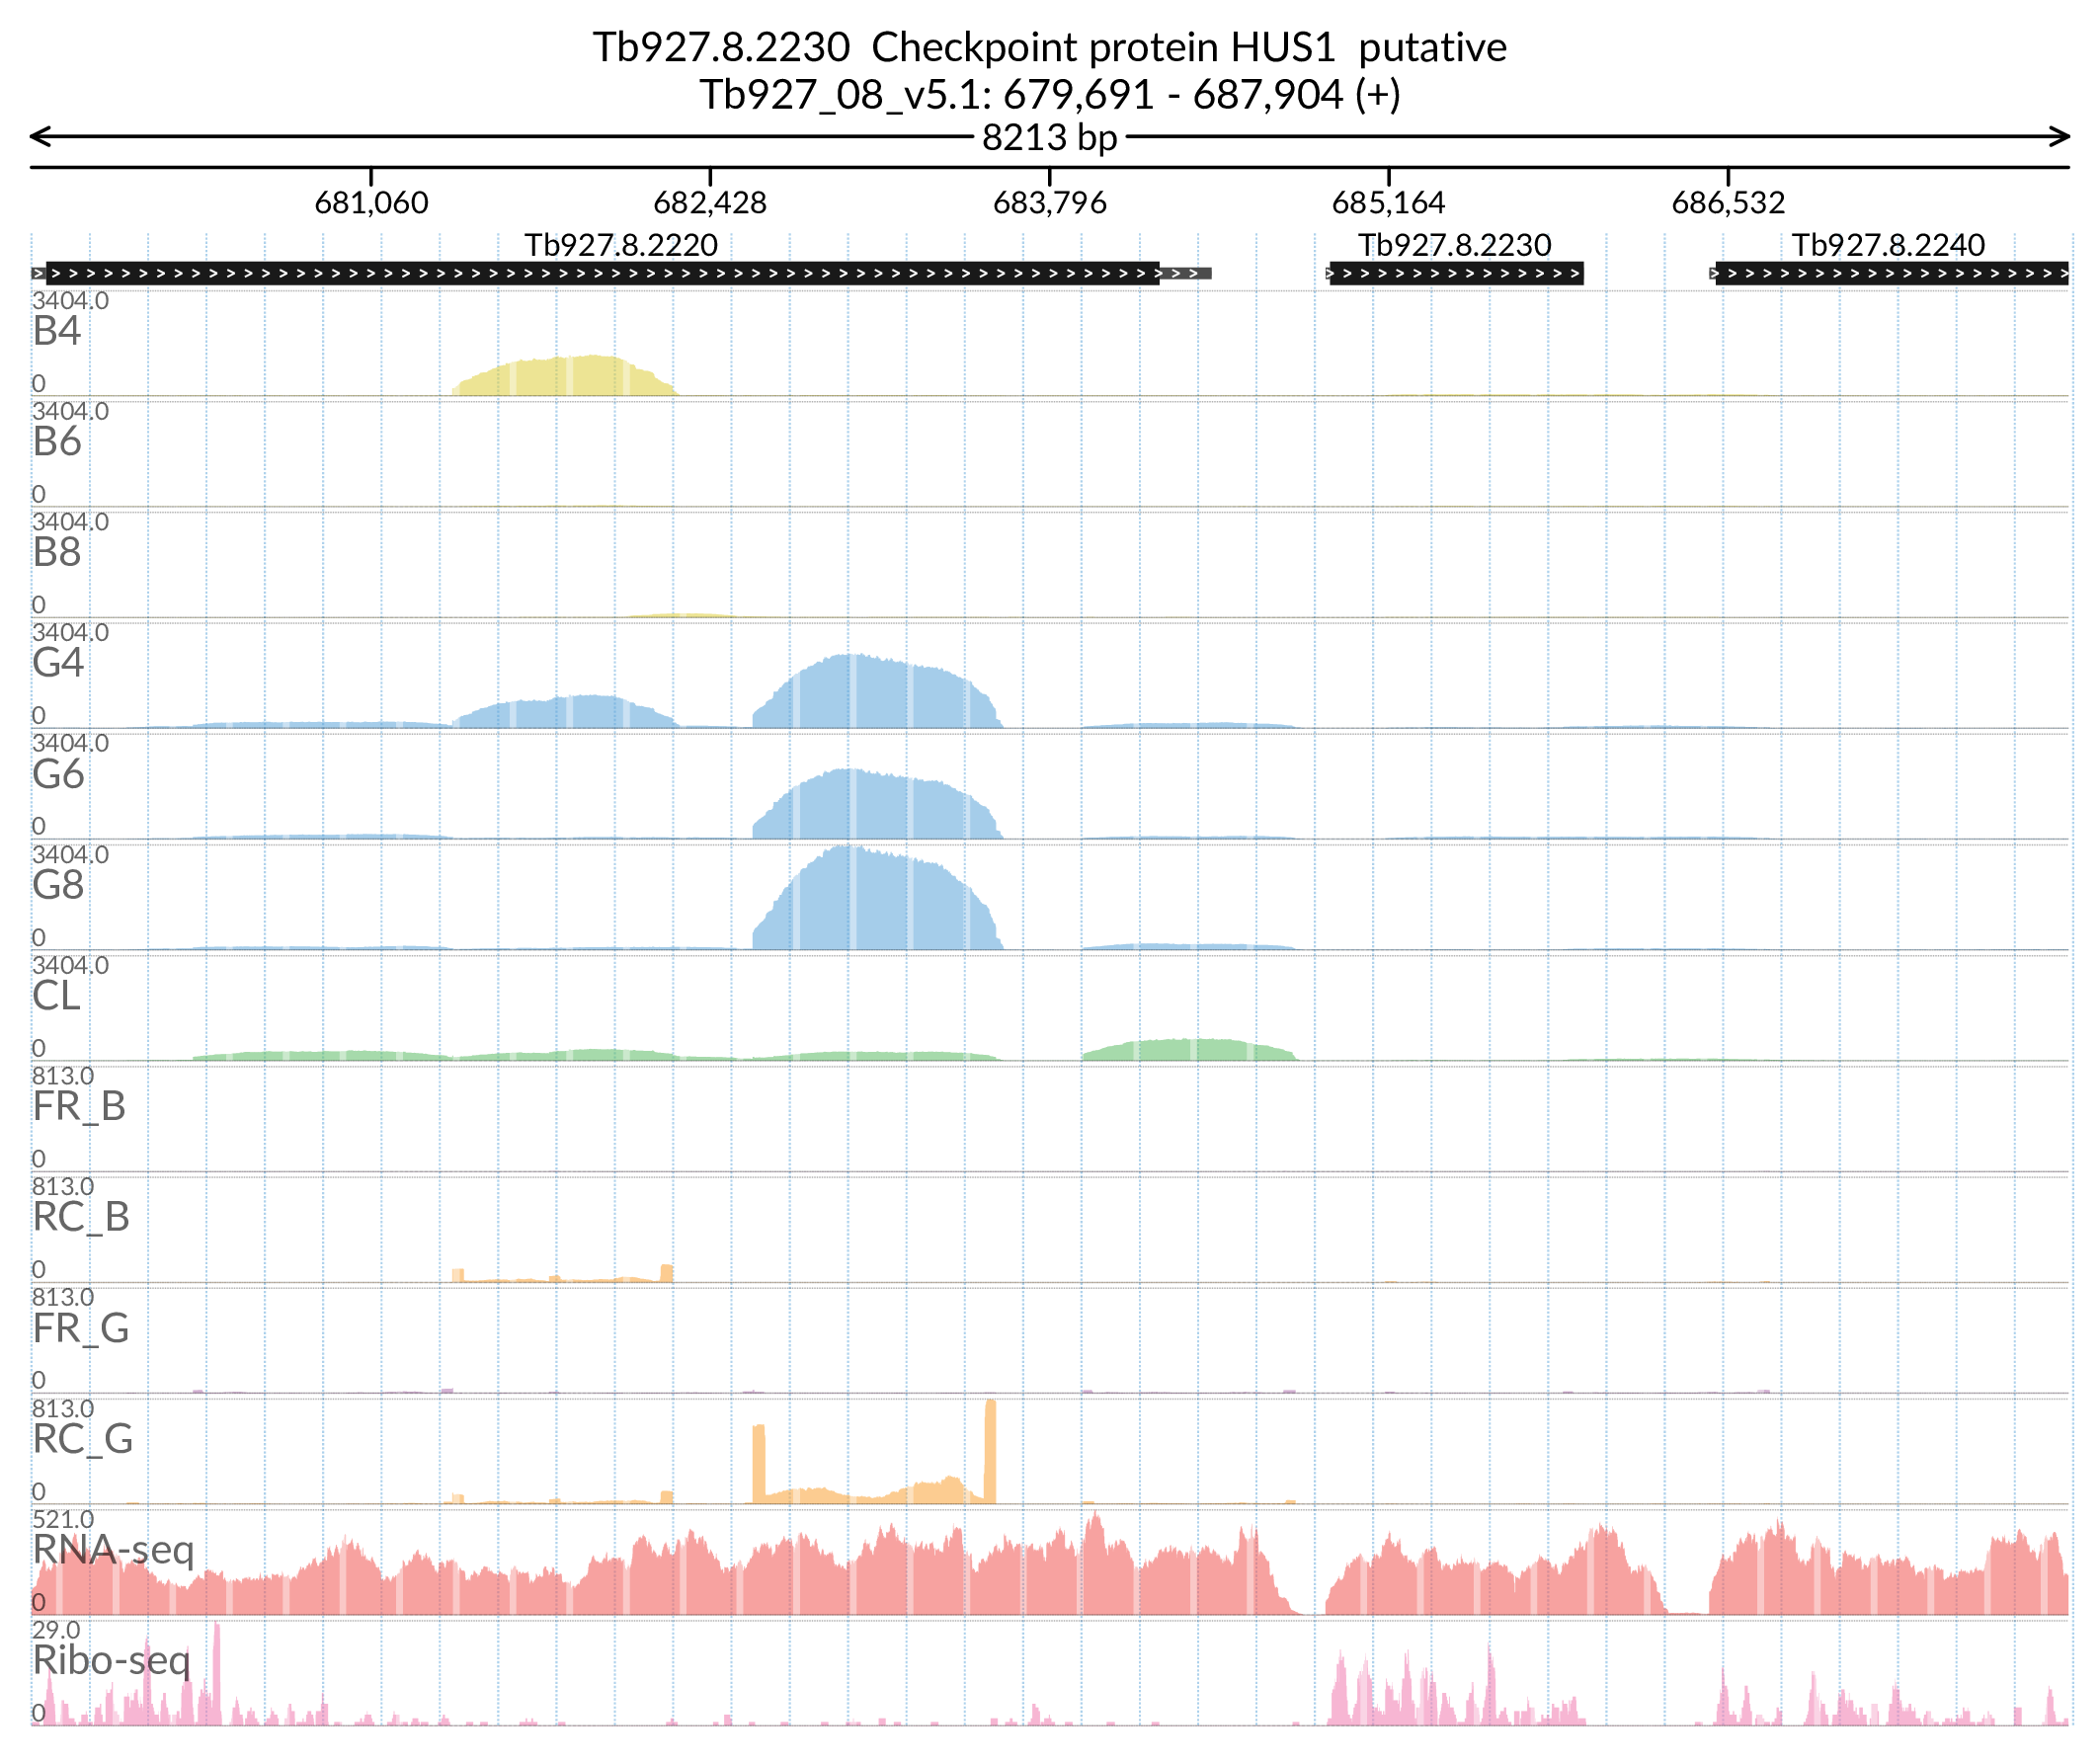 Tb927.8.2230  Checkpoint protein HUS1  putative
Tb927_08_v5.1: 679,691 - 687,904 (+)
8213 bp
681,060 682,428 683,796 685,164 686,532
Tb927.8.2220 Tb927.8.2230 Tb927.8.2240
3404.0
B4
0
3404.0
B6
0
3404.0
B8
0
3404.0
G4
0
3404.0
G6
0
3404.0
G8
0
3404.0
CL
0
813.0
FR_B
0
813.0
RC_B
0
813.0
FR_G
0
813.0
RC_G
0
521.0
RNA-seq
0
29.0
Ribo-seq
0